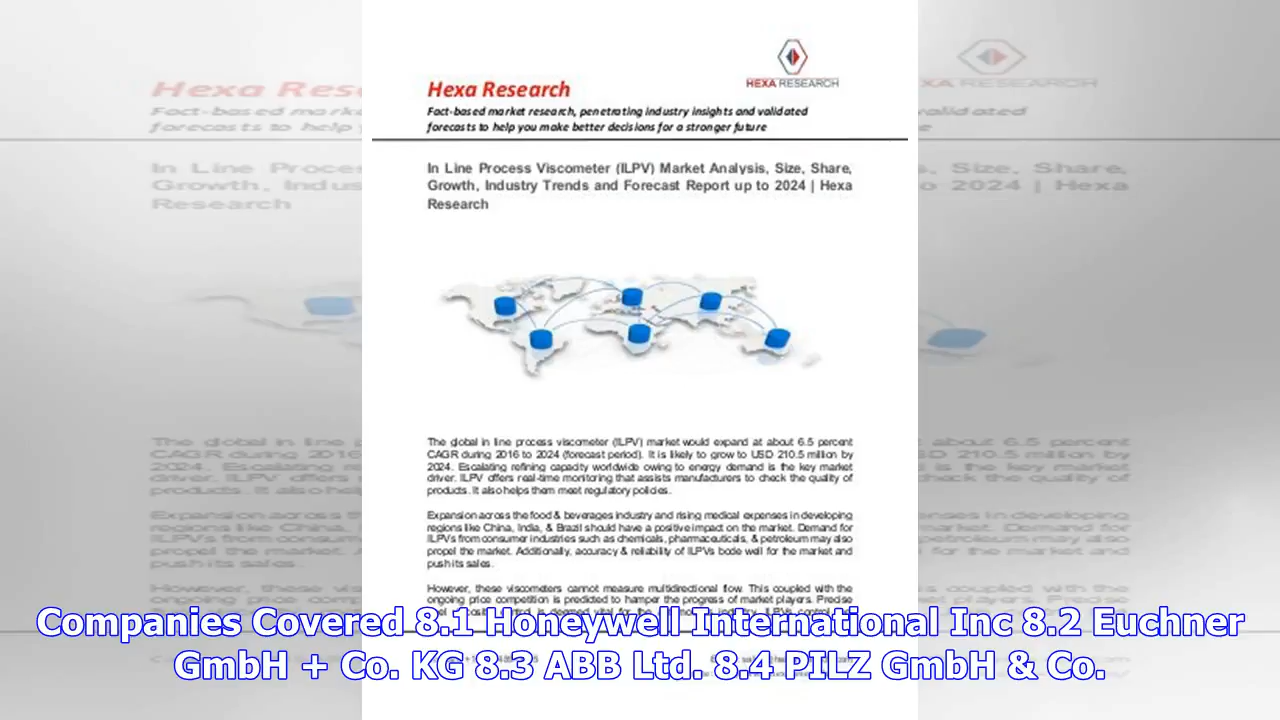 HEXA RESEARCH
Hexa Research
Fact-based market research, penetrating industry insights and validated
forecasts to help you make better decisions for a stronger future
In Line Process Viscometer (ILPV) Market Analysis, Size, Share,
Growth, Industry Trends and Forecast Report up to 2024 | Hexa
Research
The global in line process viscometer (ILPV) market would expand at about 6.5 percent
CAGR during 2016 to 2024 (forecast period). It is likely to grow to USD 210.5 million by
2024. Escalating refining capacity worldwide owing to energy demand is the key market
driver. ILPV offers real-time monitoring that assists manufacturers to check the quality of
products. It also helps them meet regulatory policies.
Expansion across the food & beverages industry and rising medical expenses in developing
regions like China, India, & Brazil should have a positive impact on the market. Demand for
ILPVs from consumer industries such as chemicals, pharmaceuticals, & petroleum may also
propel the market. Additionally, accuracy & reliability of ILPVs bode well for the market and
push its sales.
However, these viscometers cannot measure multidirectional flow. This coupled with the
ongoing price competition is predicted to hamper the progress of market players. Precise
Companies Covered 8.1 Honeywell International Inc 8.2 Euchner
GmbH + Co. KG 8.3 ABB Ltd. 8.4 PILZ GmbH & Co.